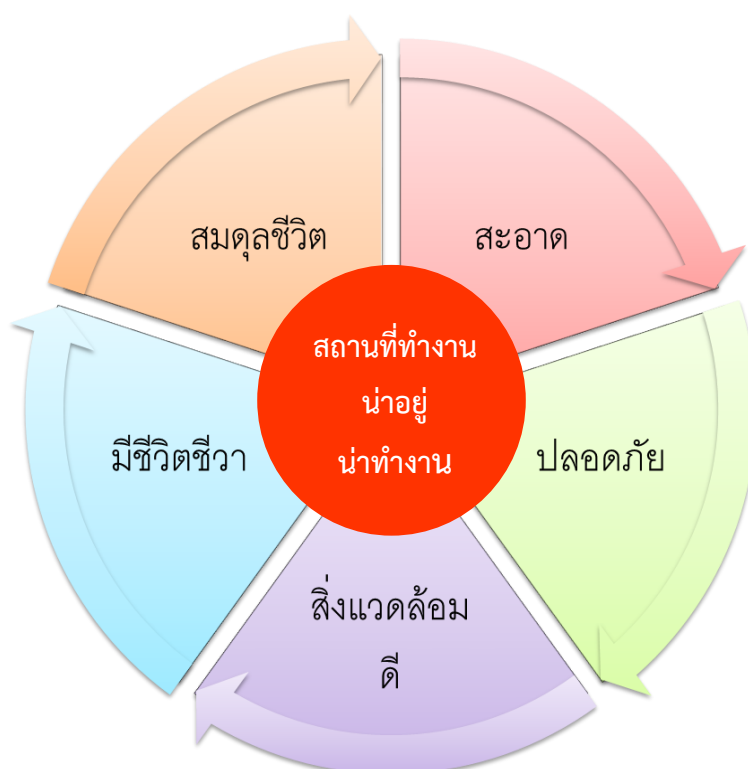 สมดุลชีวิต
สะอาด
สถานที่ทำงาน
น่าอยู่
น่าทำงาน
มีชีวิตชีวา
ปลอดภัย
สิ่งแวดล้อม
ดี